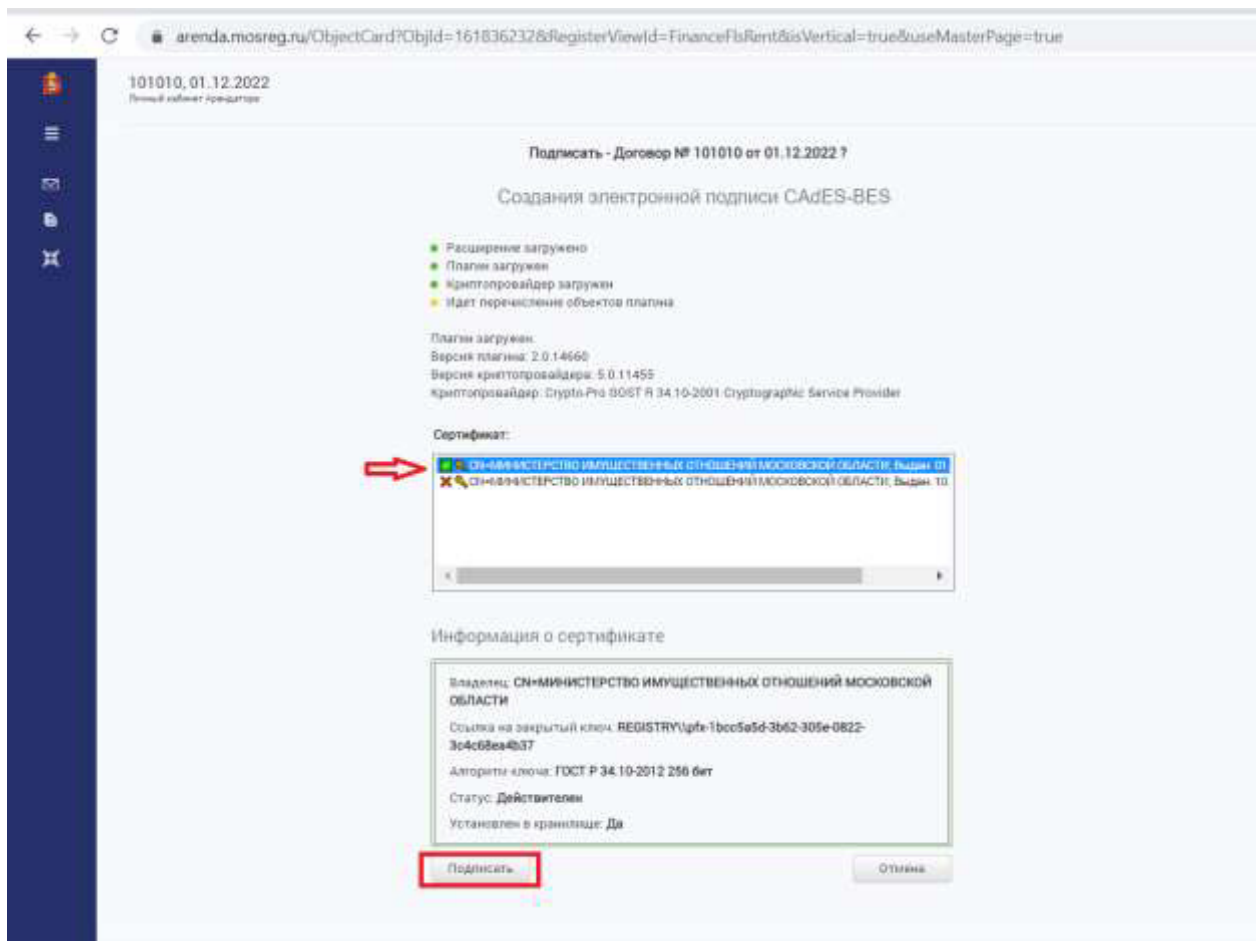 arenda.mosreg.ru/ObjectCard?ObjId=161836232&RegisterViewId=FinanceFlsRent&isVertical=true&useMasterPage=true
101010, 01.12.2022
Личный кабинет Арендатора
Подписать - Договор № 101010 от 01.12.2022 ?
Создания электронной подписи CAdES-BES
Расширение загружено
Плагин загружен
Криптопровайдер загружен
Идет перечисление объектов плагина
Плагин загружен.
Версия плагина: 2.0.14660
Версия криптопровайдера: 5.0.11455
Криптопровайдер: Crypto-Pro GOST R 34.10-2001 Cryptographic Service Provider
Сертификат:
CN=МИНИСТЕРСТВО ИМУЩЕСТВЕННЫХ ОТНОШЕНИЙ МОСКОВСКОЙ ОБЛАСТИ; Выдан: 01
CN=МИНИСТЕРСТВО ИМУЩЕСТВЕННЫХ ОТНОШЕНИЙ МОСКОВСКОЙ ОБЛАСТИ; Выдан: 10
Информация о сертификате
Владелец: CN=МИНИСТЕРСТВО ИМУЩЕСТВЕННЫХ ОТНОШЕНИЙ МОСКОВСКОЙ
ОБЛАСТИ
Ссылка на закрытый ключ: REGISTRY\\pfx-1bcc5a5d-3b62-305e-0822-
3c4c68ea4b37
Алгоритм ключа: ГОСТ Р 34.10-2012 256 бит
Статус: Действителен
Установлен в хранилище: Да
Подписать
Отмена